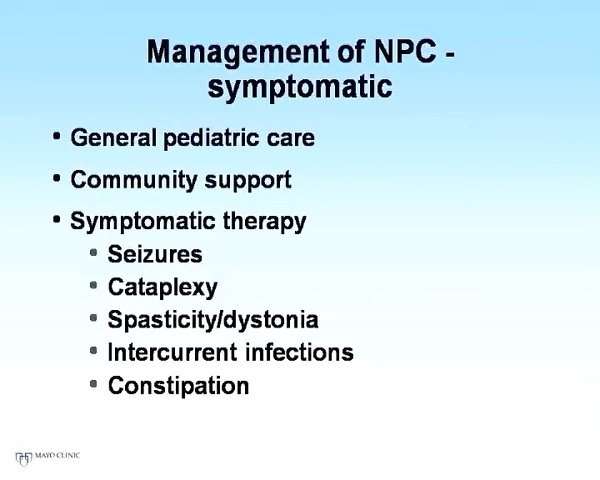 Management of NPC -
symptomatic
• General pediatric care
• Community support
• Symptomatic therapy
• Seizures
• Cataplexy
• Spasticity/dystonia
• Intercurrent infections
• Constipation
MAYO CLINIC